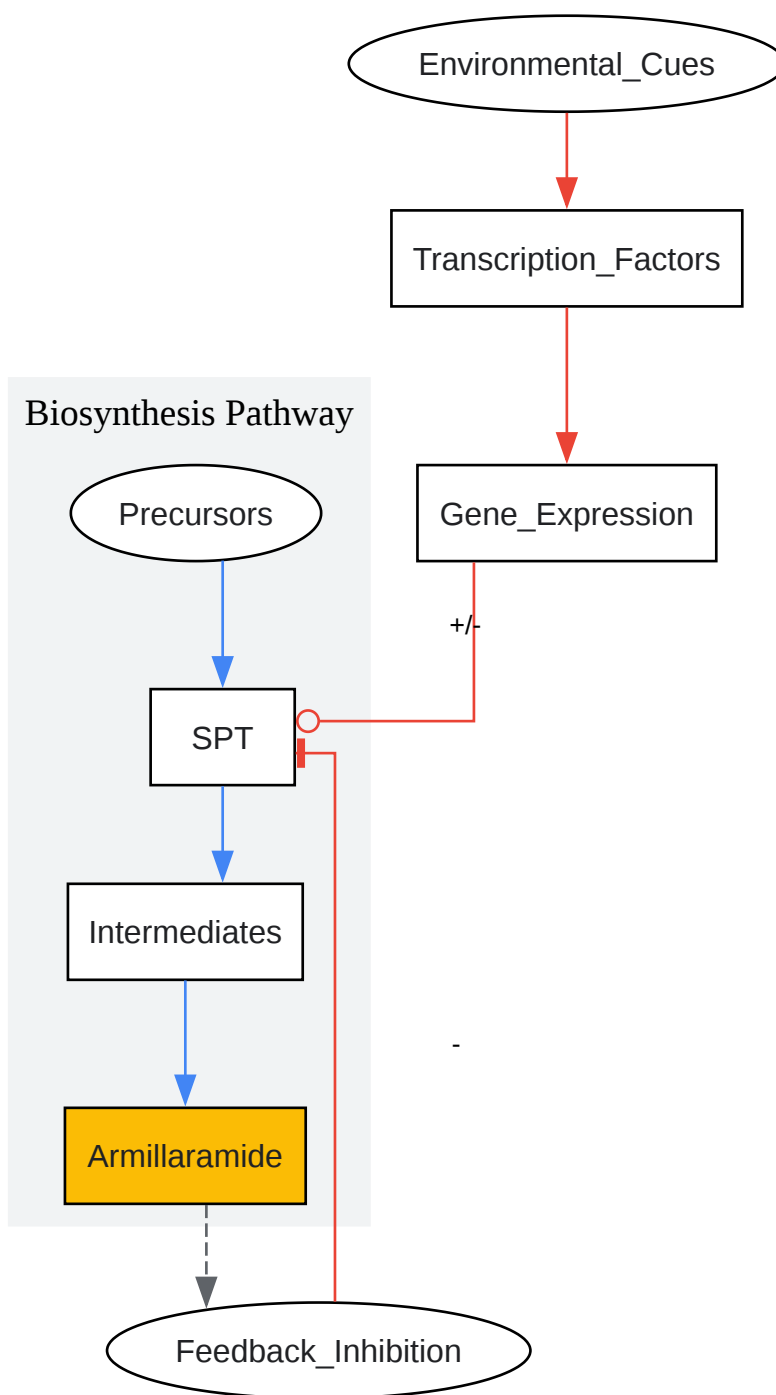 Environmental_Cues
Transcription_Factors
Biosynthesis Pathway
Precursors
Gene_Expression
+/-
SPT
Intermediates
-
Armillaramide
Feedback_Inhibition